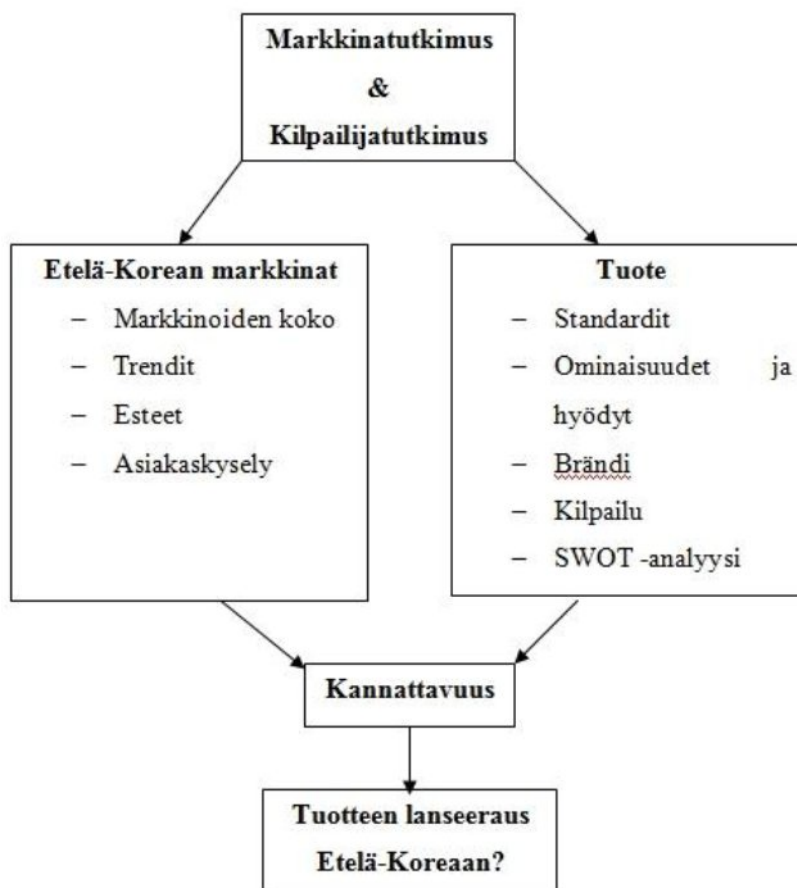 Markkinatutkimus
&
Kilpailijatutkimus
Etelä-Korean markkinat
– Markkinoiden koko
– Trendit
– Esteet
– Asiakaskysely
Tuote
– Standardit
– Ominaisuudet ja
hyödyt
– Brändi
– Kilpailu
– SWOT -analyysi
Kannattavuus
Tuotteen lanseeraus
Etelä-Koreaan?